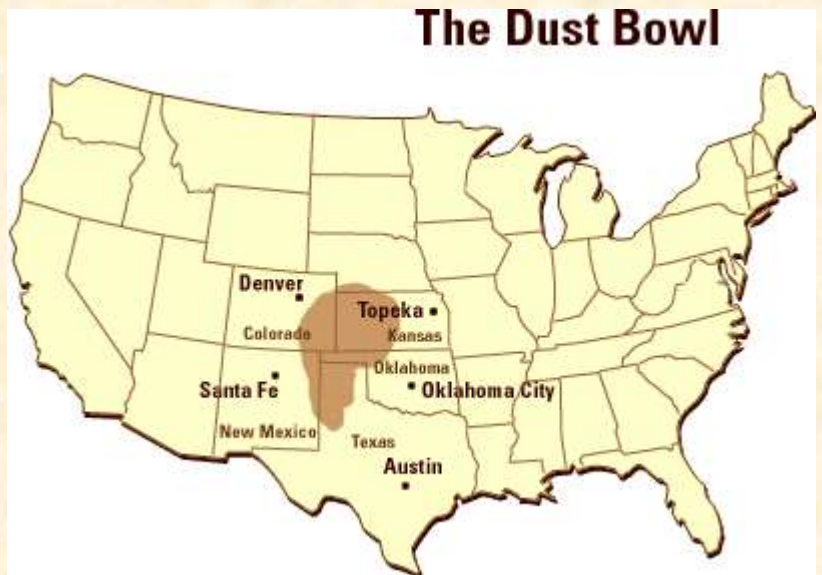 The Dust Bowl
Denver
Topeka
Colorado
Kansas
Oklahoma
Santa Fe
Oklahoma City
New Mexico
Texas
Austin